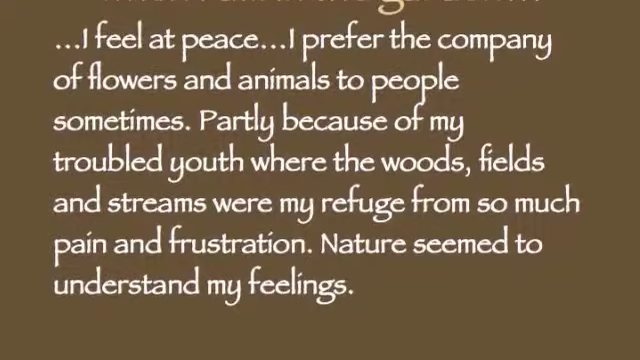 …I feel at peace…I prefer the company
of flowers and animals to people
sometimes. Partly because of my
troubled youth where the woods, fields
and streams were my refuge from so much
pain and frustration. Nature seemed to
understand my feelings.